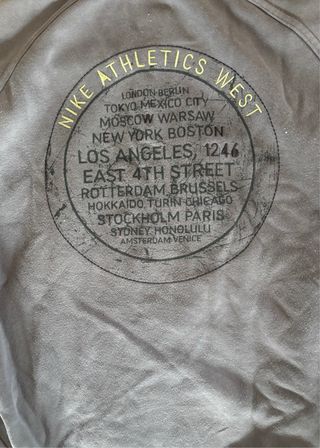 NIKE ATHLETICS WEST
LONDON BERLIN
TOKYO MEXICO CITY
MOSCOW WARSAW
NEW YORK BOSTON
LOS ANGELES, 1246
EAST 4TH STREET
ROTTERDAM BRUSSELS
HOKKAIDO TURIN CHICAGO
STOCKHOLM PARIS
SYDNEY HONOLULU
AMSTERDAM VENICE